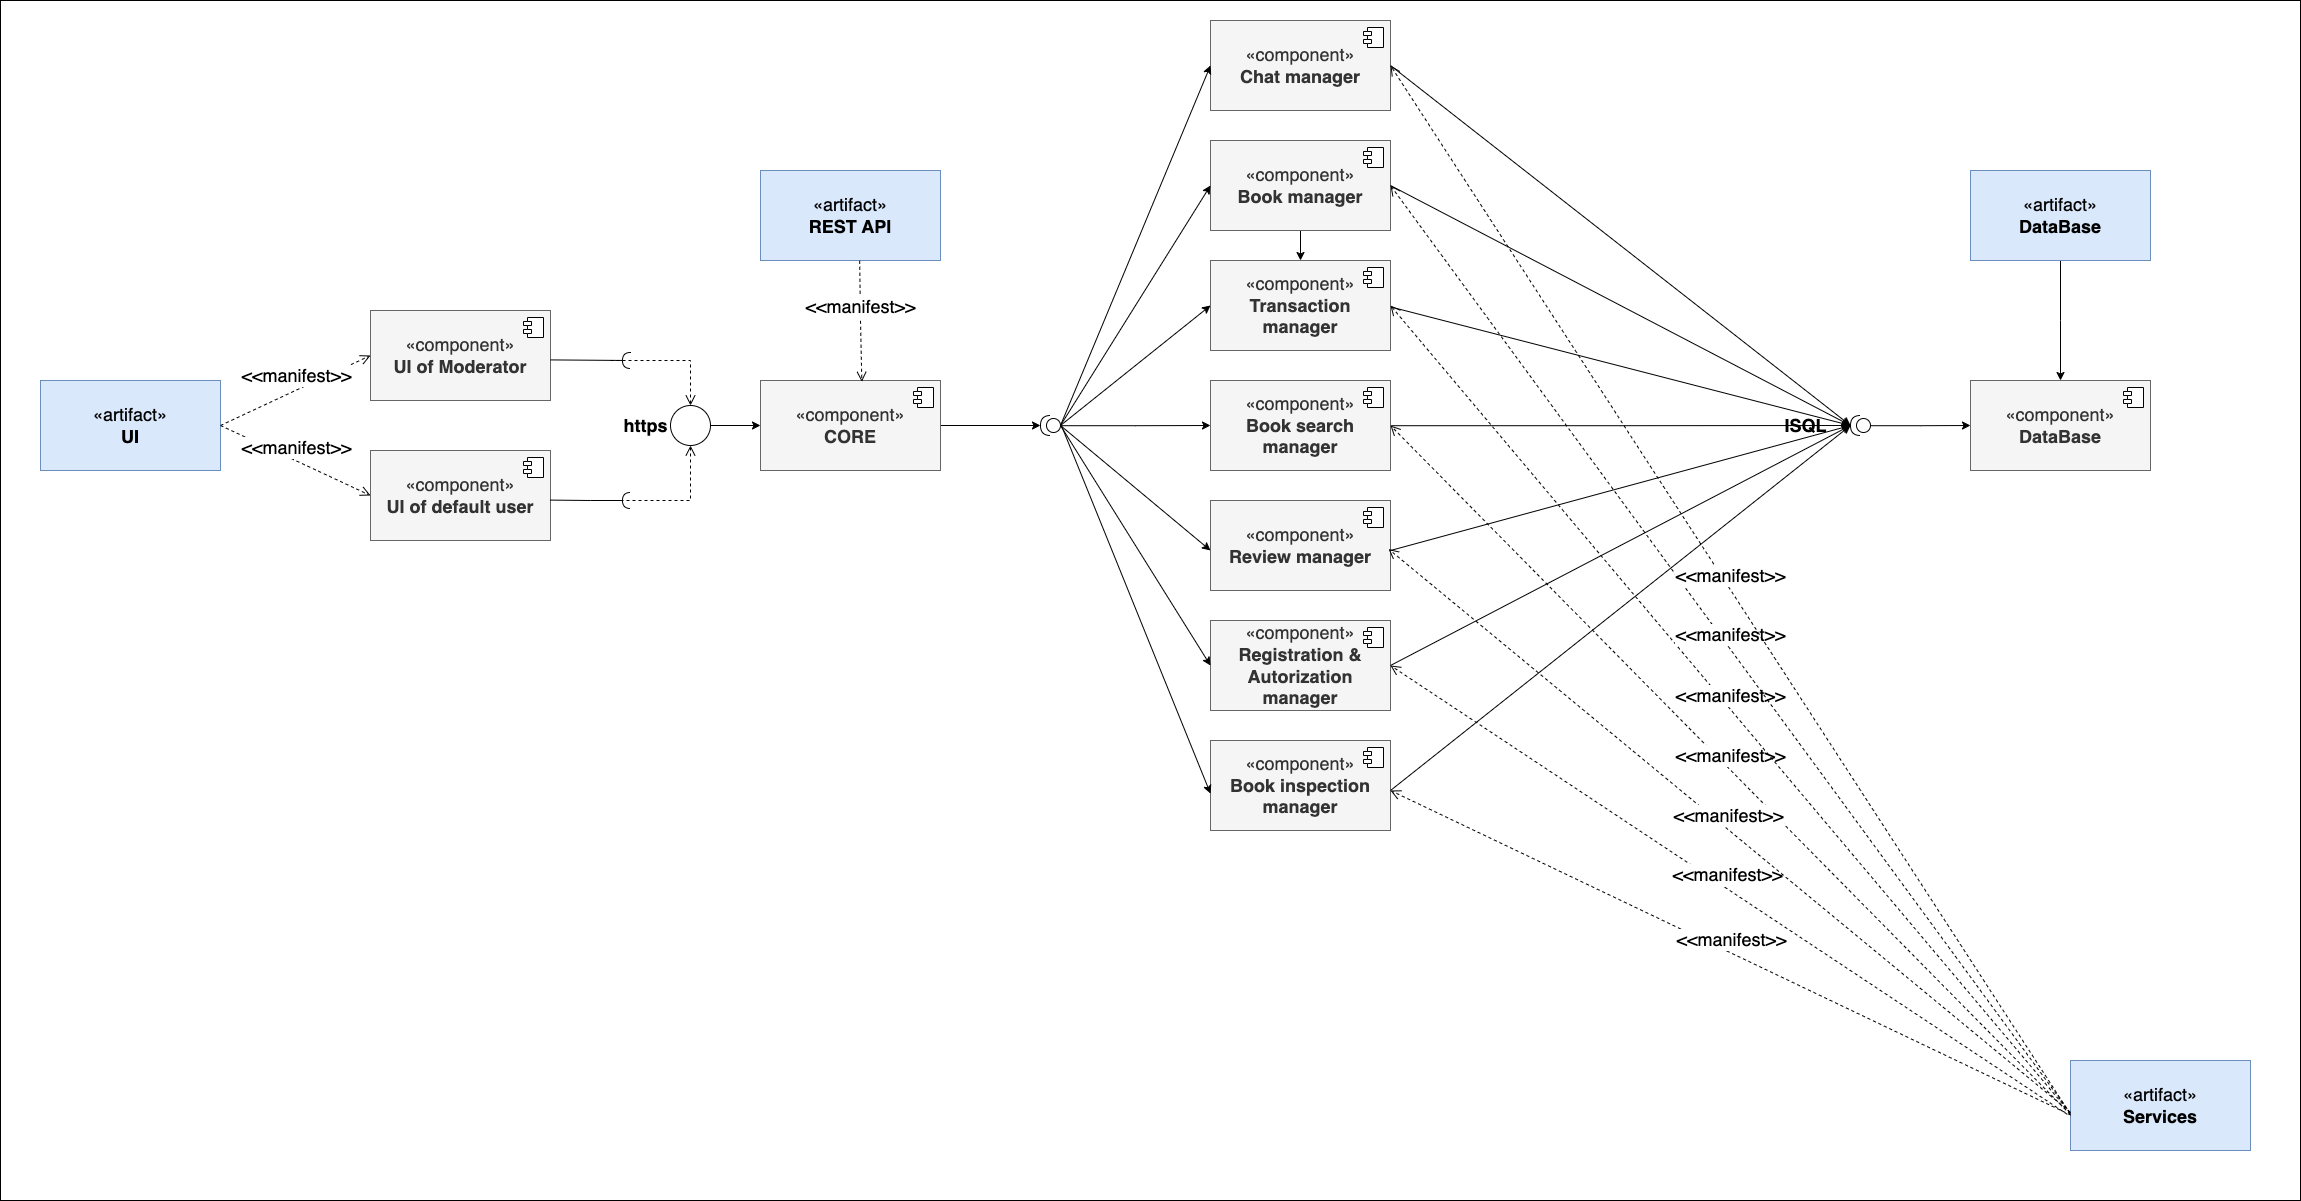 «component»
Chat manager
«component»
Book manager
«artifact»
REST API
«artifact»
DataBase
«component»
Transaction
manager
<<manifest>>
«component»
UI of Moderator
<<manifest>>
«artifact»
UI
<<manifest>>
«component»
UI of default user
https
«component»
CORE
«component»
Book search
manager
ISQL
«component»
DataBase
«component»
Review manager
«component»
Registration &
Autorization
manager
«component»
Book inspection
manager
<<manifest>>
<<manifest>>
<<manifest>>
<<manifest>>
<<manifest>>
<<manifest>>
<<manifest>>
«artifact»
Services